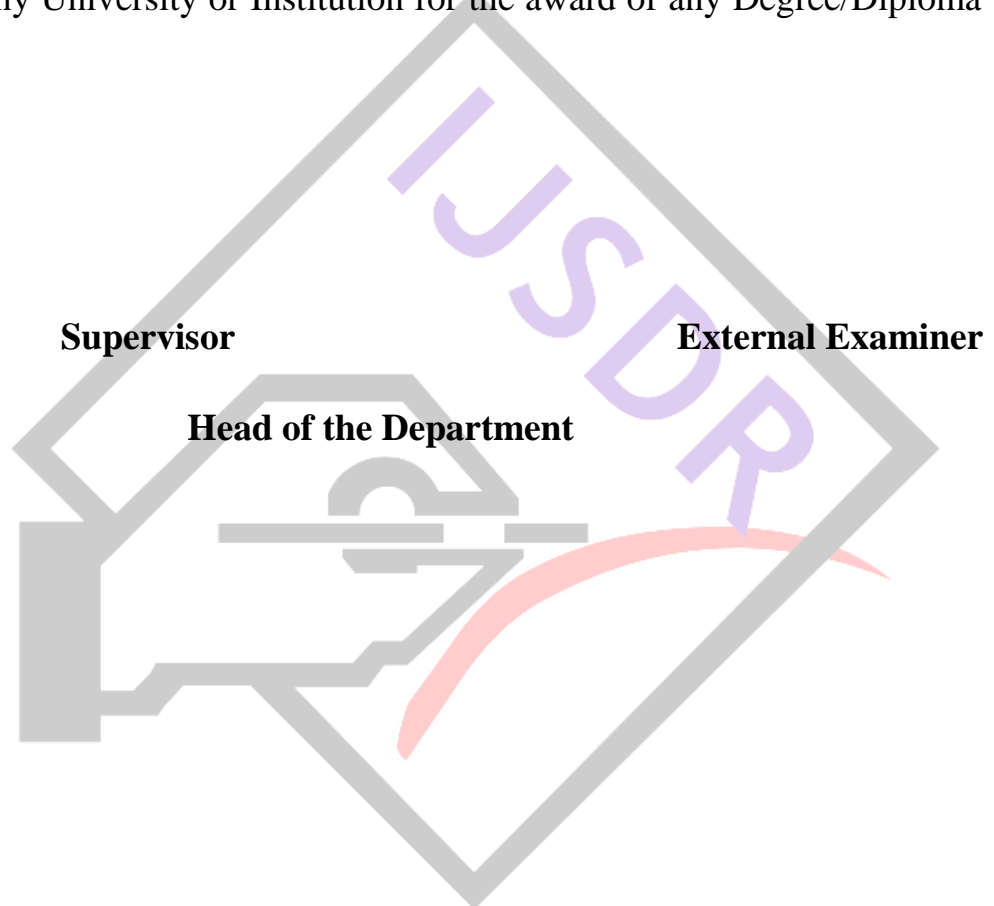 University or Institution for the award of any Degree/Diploma
IJSDR
Supervisor External Examiner
Head of the Department